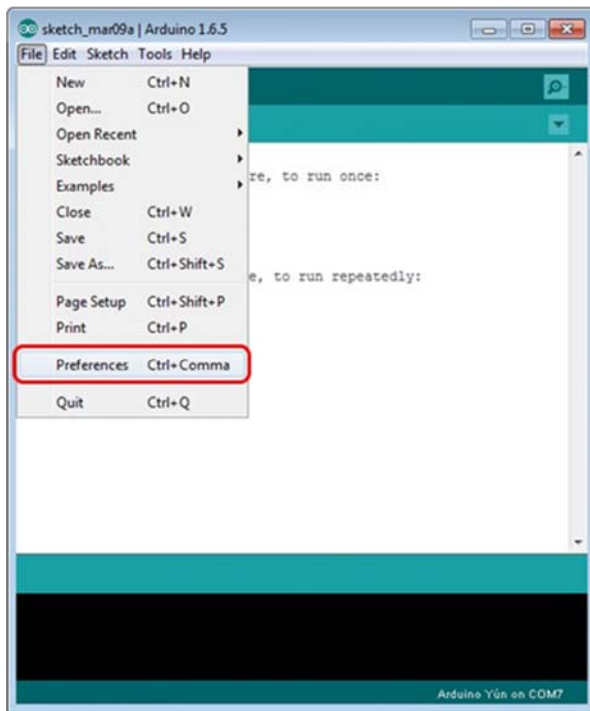 sketch_mar09a | Arduino 1.6.5
File Edit Sketch Tools Help
New Ctrl+N
Open... Ctrl+O
Open Recent
Sketchbook
Examples
re, to run once:
Close Ctrl+W
Save Ctrl+S
Save As... Ctrl+Shift+S
e, to run repeatedly:
Page Setup Ctrl+Shift+P
Print Ctrl+P
Preferences Ctrl+Comma
Quit Ctrl+Q
Arduino Yún on COM7